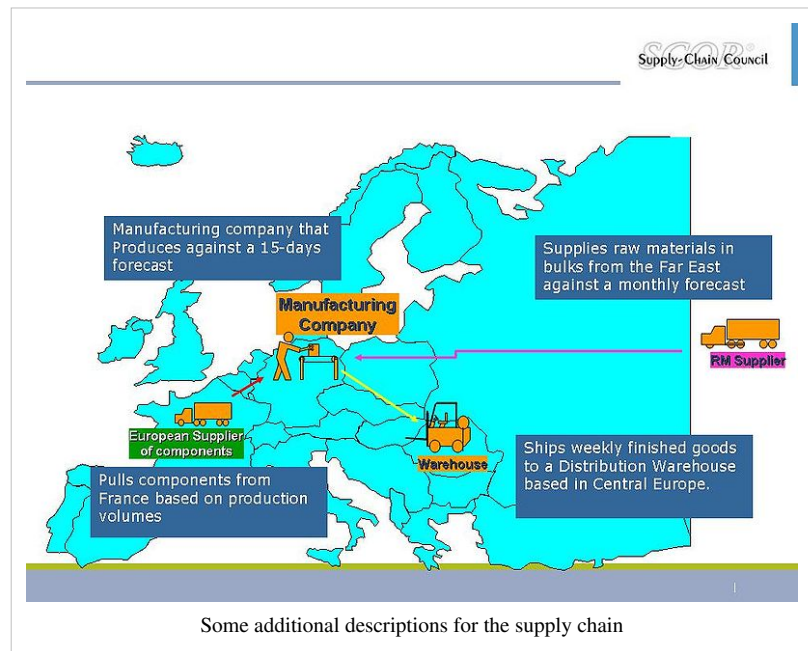 SCOR®
Supply-Chain Council
Manufacturing company that
Produces against a 15-days
forecast
Supplies raw materials in
bulks from the Far East
against a monthly forecast
Manufacturing
Company
RM Supplier
European Supplier
of components
Warehouse
Pulls components from
France based on production
volumes
Ships weekly finished goods
to a Distribution Warehouse
based in Central Europe.
Some additional descriptions for the supply chain